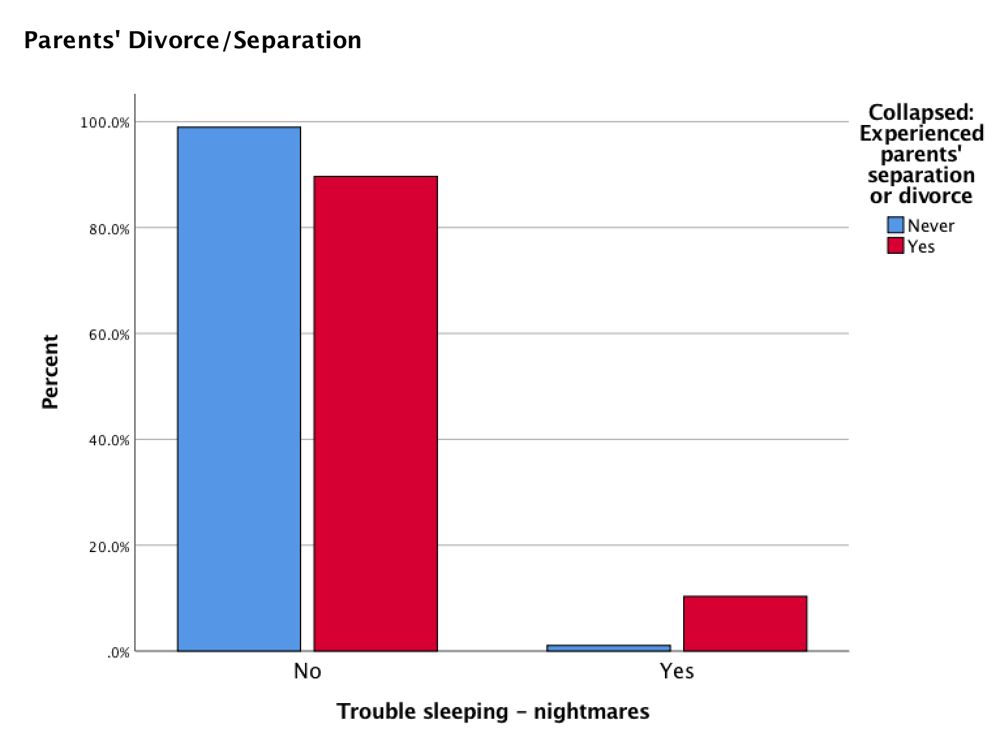 Parents' Divorce/Separation
100.0%
80.0%
60.0%
40.0%
20.0%
.0%
Percent
No
Yes
Trouble sleeping – nightmares
Collapsed:
Experienced
parents'
separation
or divorce
Never
Yes